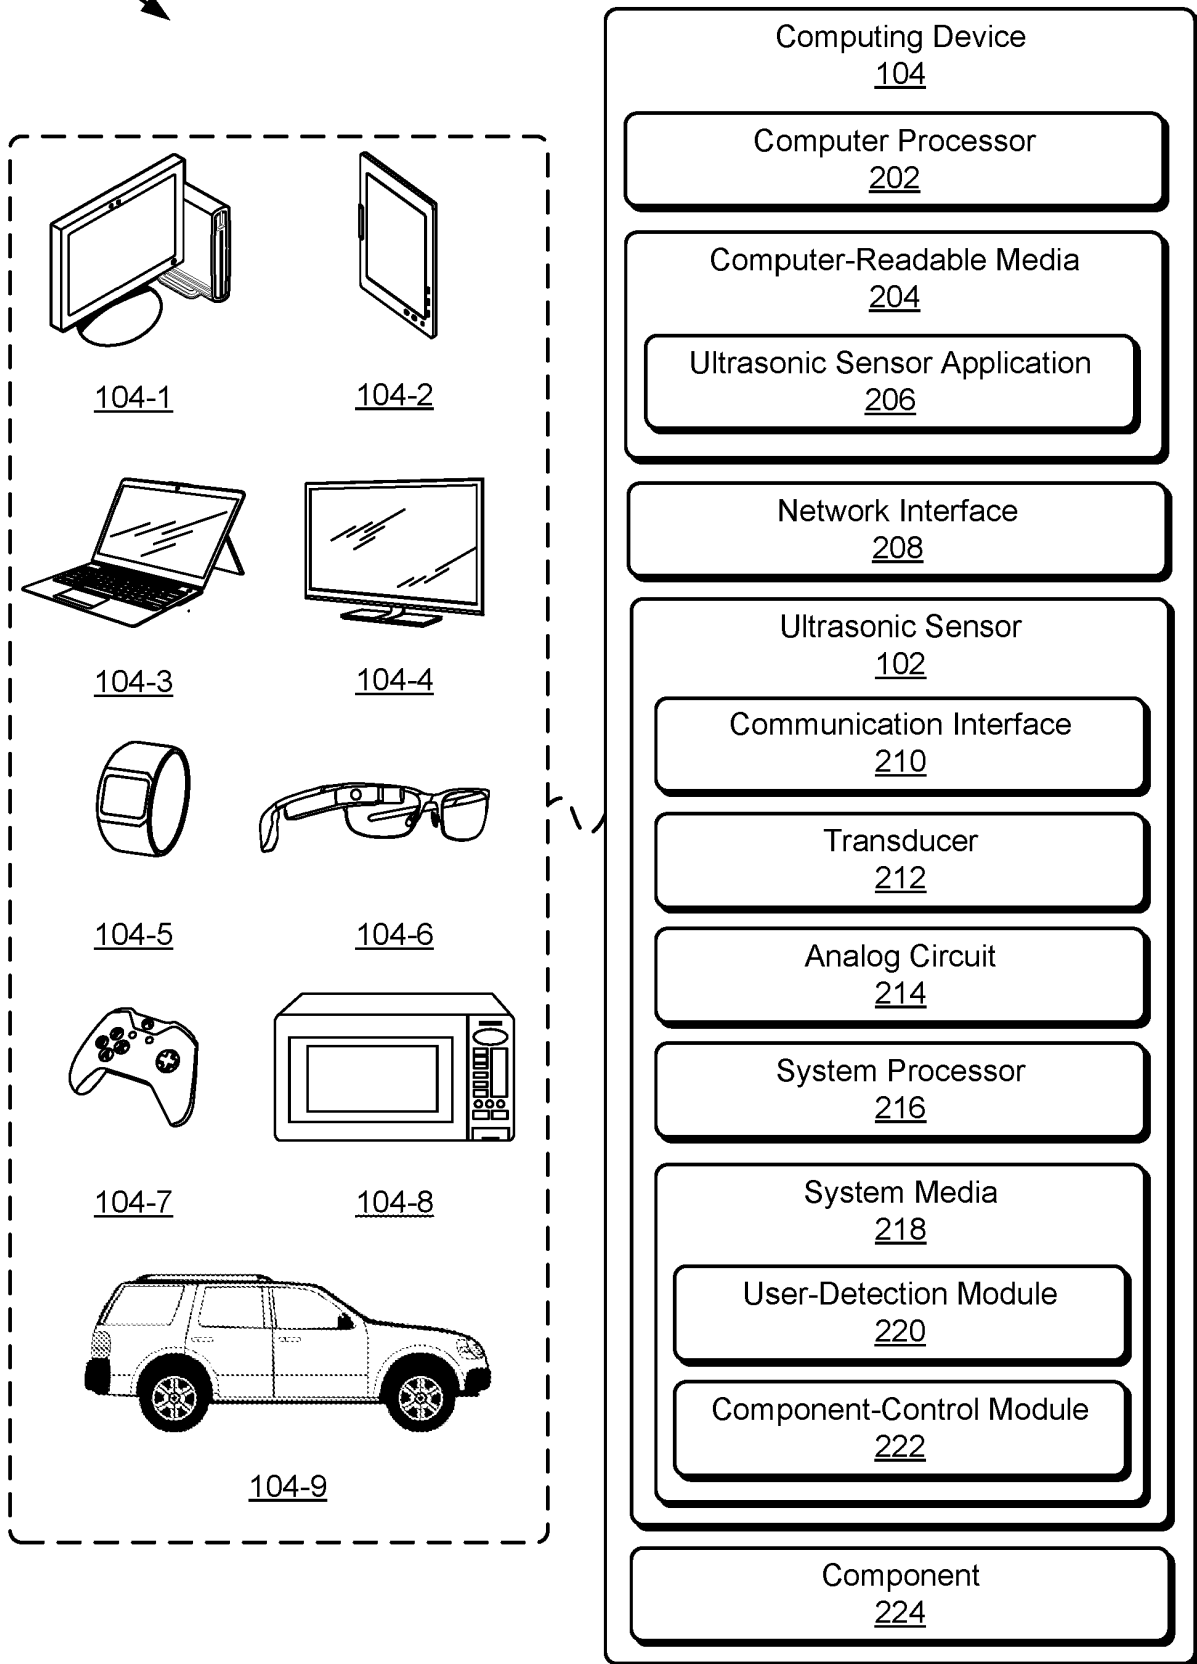 104-1
104-2
104-3
104-4
104-5
104-6
104-7
104-8
104-9
Computing Device
104
Computer Processor
202
Computer-Readable Media
204
Ultrasonic Sensor Application
206
Network Interface
208
Ultrasonic Sensor
102
Communication Interface
210
Transducer
212
Analog Circuit
214
System Processor
216
System Media
218
User-Detection Module
220
Component-Control Module
222
Component
224